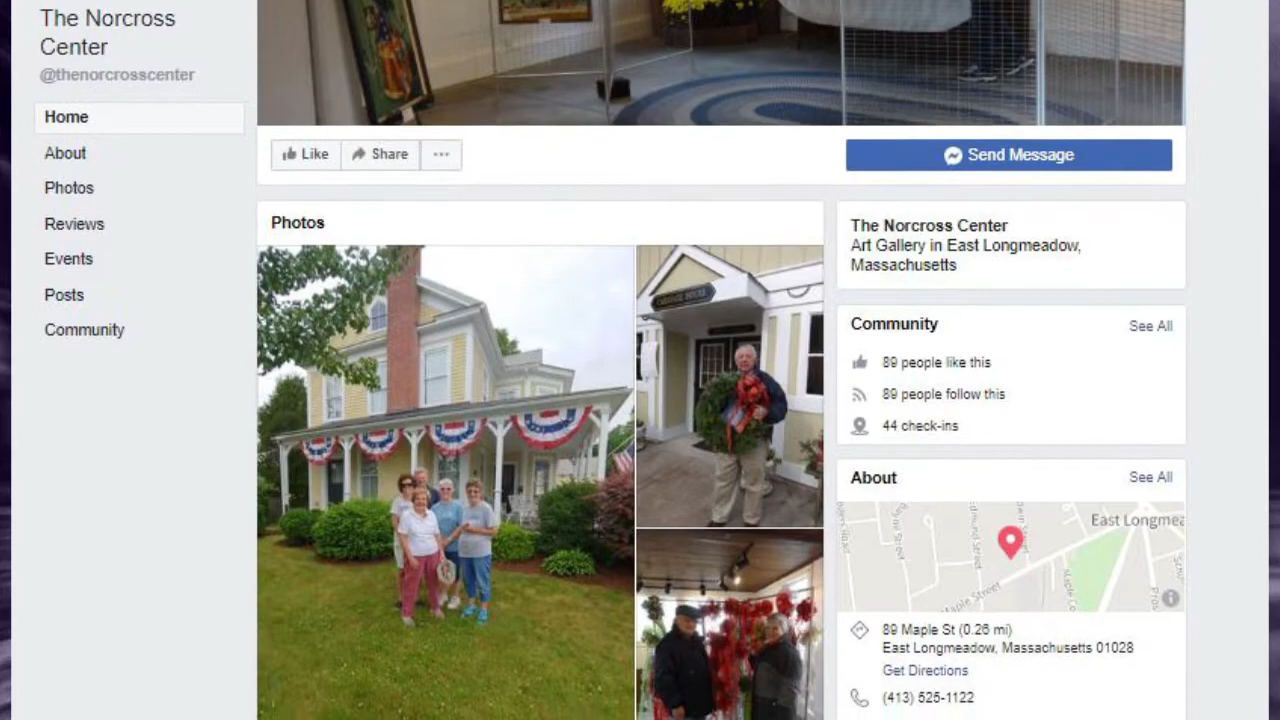 The Norcross
Center
@thenorcrosscenter
Home
About
Photos
Reviews
Events
Posts
Community
Like
Share
Send Message
Photos
The Norcross Center
Art Gallery in East Longmeadow,
Massachusetts
Community
See All
89 people like this
89 people follow this
44 check-ins
About
See All
East Longmea
Maple Street
89 Maple St (0.26 mi)
East Longmeadow, Massachusetts 01028
Get Directions
(413) 525-1122